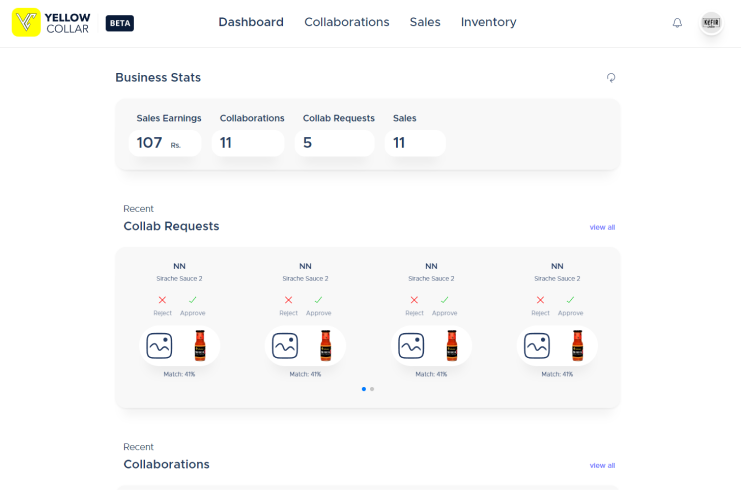 YELLOW COLLAR BETA Dashboard Collaborations Sales Inventory
Business Stats
Sales Earnings Collaborations Collab Requests Sales
107 Rs. 11 5 11
Recent
Collab Requests view all
NN NN NN NN
Sirache Sauce 2 Sirache Sauce 2 Sirache Sauce 2 Sirache Sauce 2
Reject Approve Reject Approve Reject Approve Reject Approve
Match: 41% Match: 41% Match: 41% Match: 41%
Recent
Collaborations view all